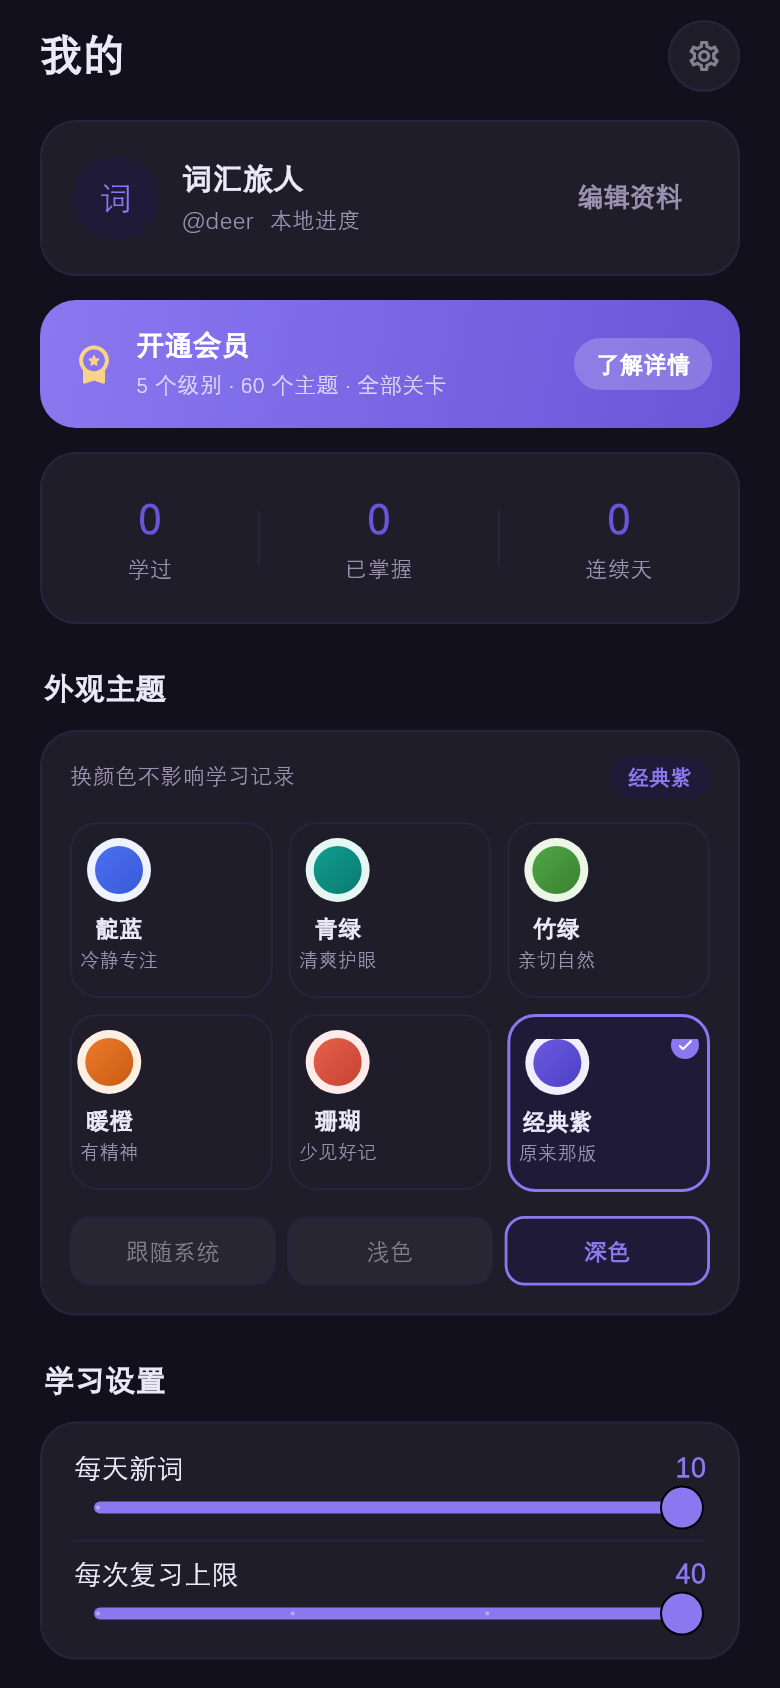 我的
词
词汇旅人
@deer 本地进度
编辑资料
开通会员
5 个级别 · 60 个主题 · 全部关卡
了解详情
0
0
0
学过
已掌握
连续天
外观主题
换颜色不影响学习记录
经典紫
靛蓝
青绿
竹绿
冷静专注
清爽护眼
亲切自然
暖橙
珊瑚
经典紫
有精神
少见好记
原来那版
跟随系统
浅色
深色
学习设置
每天新词
10
每次复习上限
40